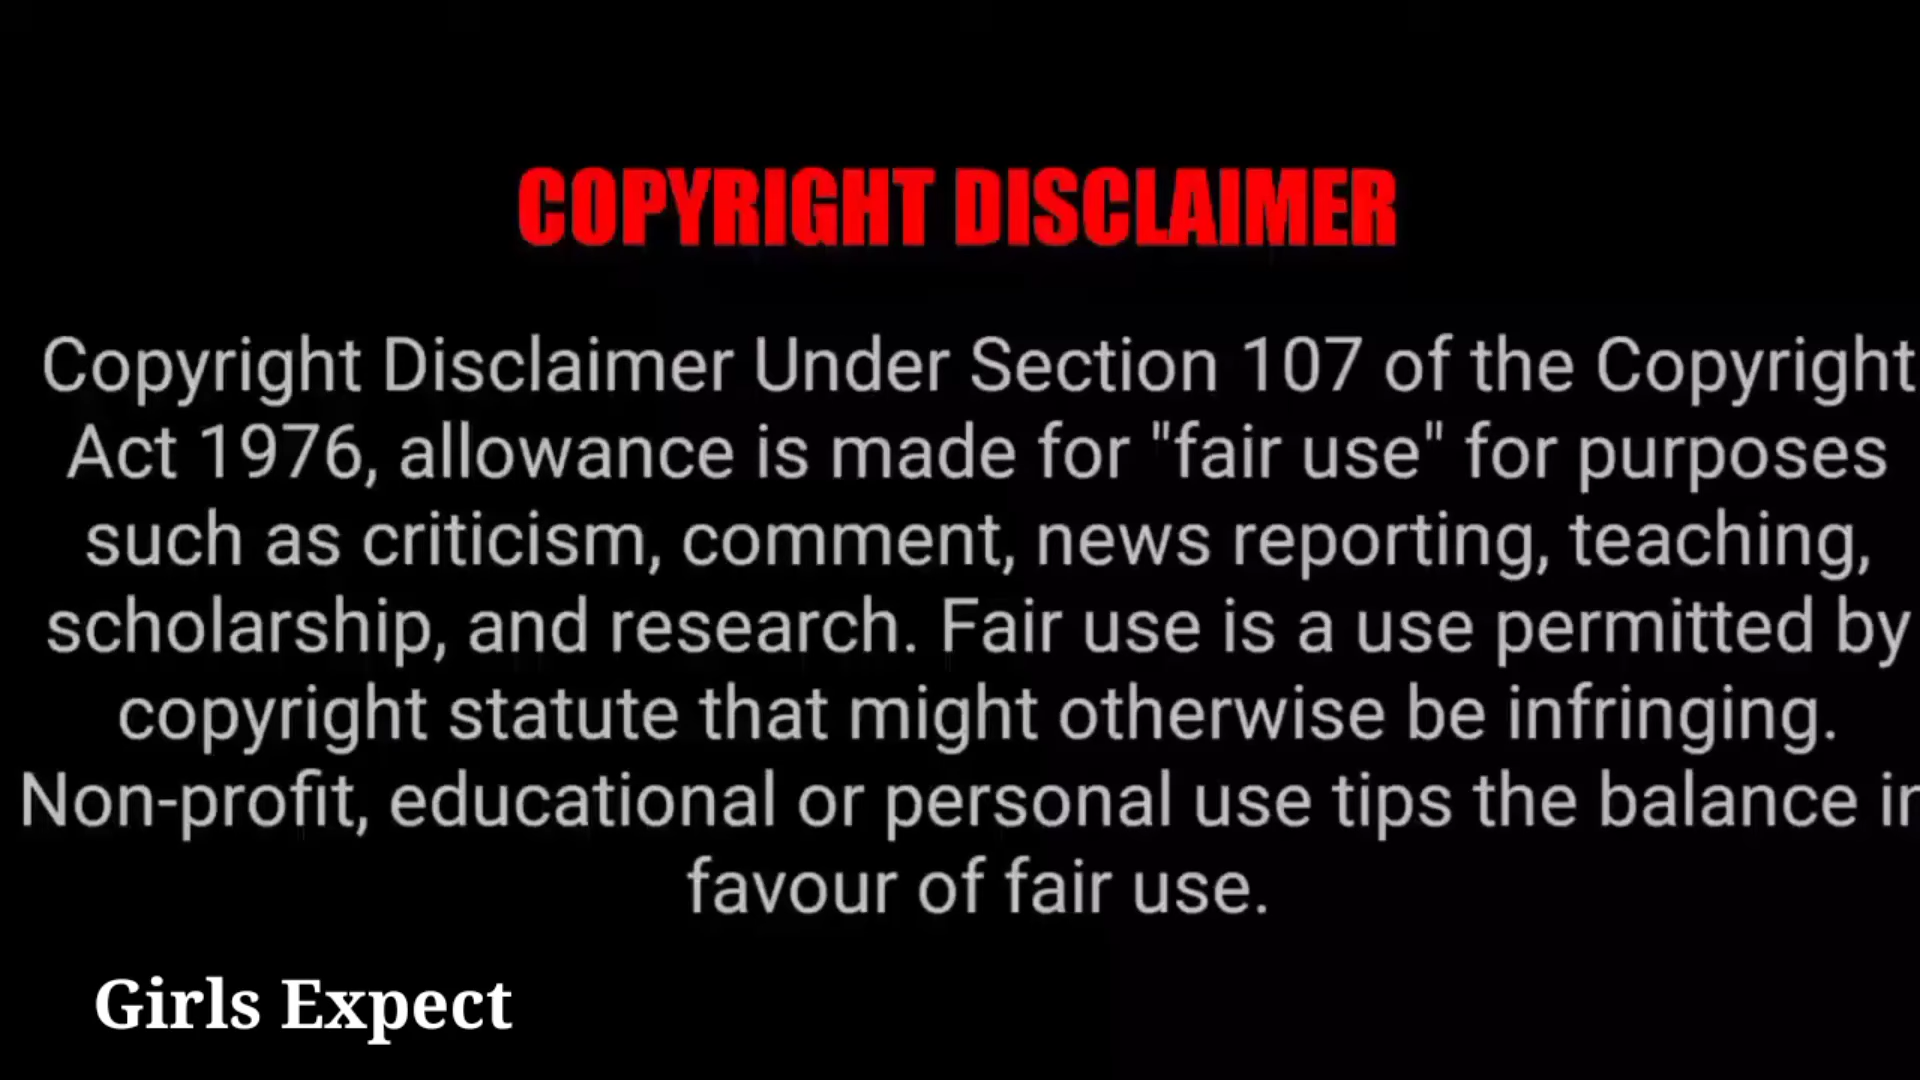 COPYRIGHT DISCLAIMER
Copyright Disclaimer Under Section 107 of the Copyright
Act 1976, allowance is made for "fair use" for purposes
such as criticism, comment, news reporting, teaching,
scholarship, and research. Fair use is a use permitted by
copyright statute that might otherwise be infringing.
Non-profit, educational or personal use tips the balance in
favour of fair use.
Girls Expect